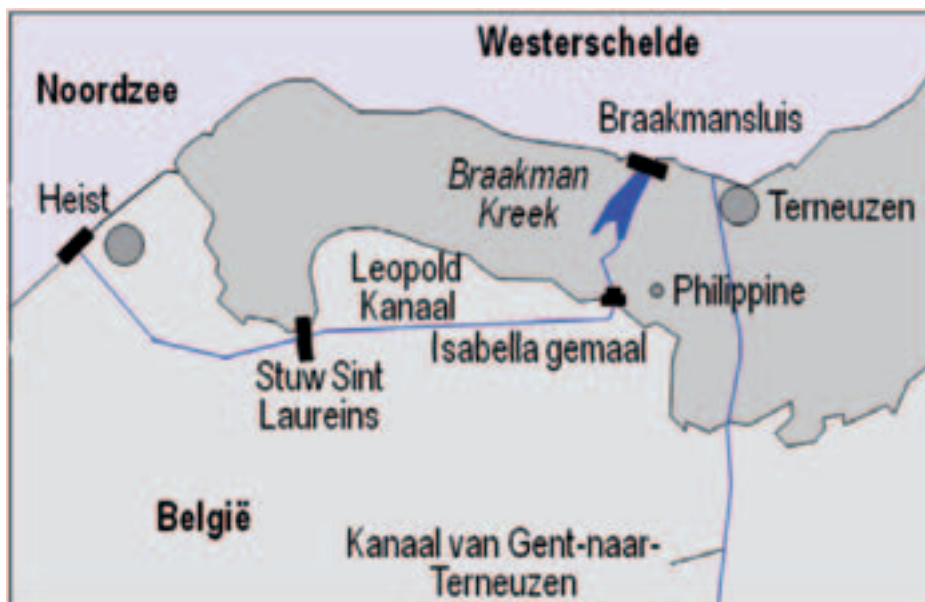 Westerschelde
Noordzee
Braakmansluis
Heist
Braakman
Kreek
Terneuzen
Leopold
Kanaal
Philippine
Isabella gemaal
Stuw Sint
Laureins
België
Kanaal van Gent-naar-
Terneuzen